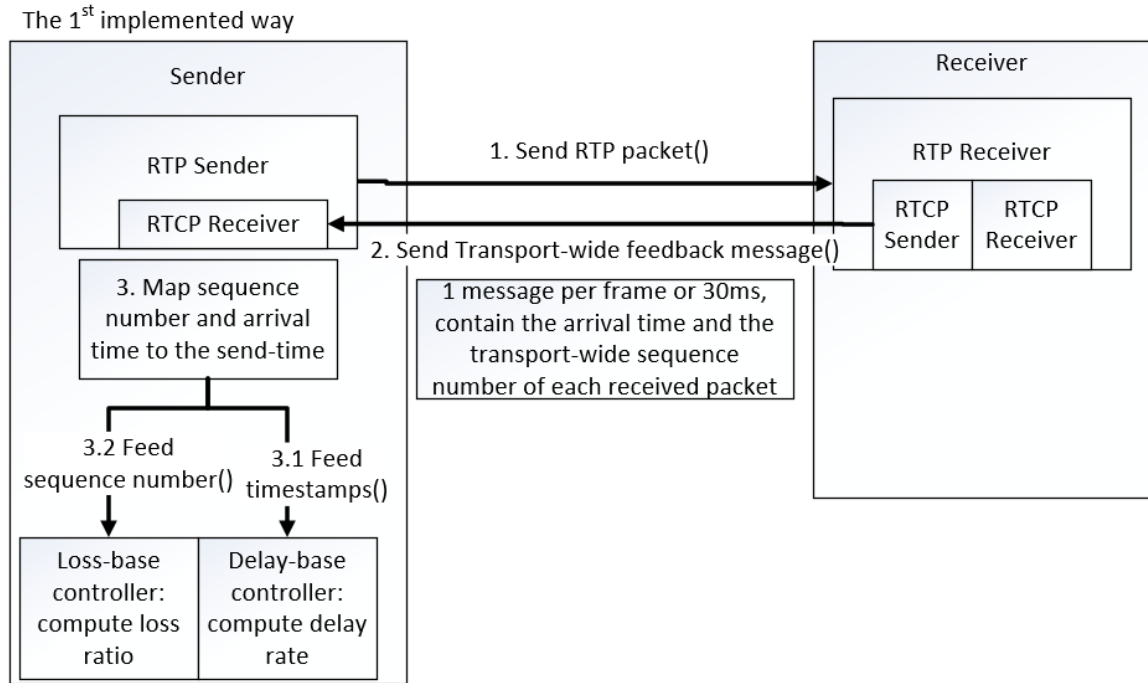 The 1st implemented way
Sender
RTP Sender
RTCP Receiver
1. Send RTP packet()
2. Send Transport-wide feedback message()
Receiver
RTP Receiver
RTCP
Sender
RTCP
Receiver
1 message per frame or 30ms,
contain the arrival time and the
transport-wide sequence
number of each received packet
3. Map sequence
number and arrival
time to the send-time
3.2 Feed
sequence number()
3.1 Feed
timestamps()
Loss-base
controller:
compute loss
ratio
Delay-base
controller:
compute delay
rate